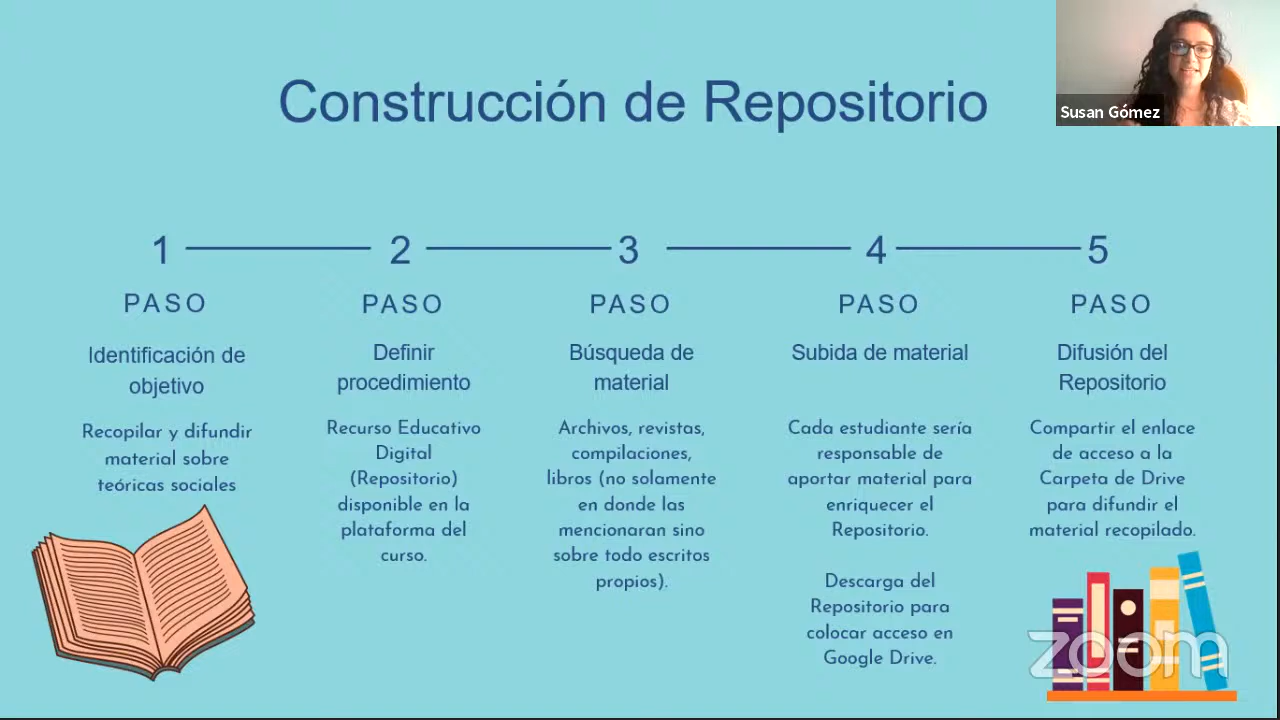 Construcción de Repositorio
Susan Gómez
1
2
3
4
5
PASO
PASO
PASO
PASO
PASO
Identificación de
objetivo
Recopilar y difundir
material sobre
teóricas sociales
Definir
procedimiento
Recurso Educativo
Digital
(Repositorio)
disponible en la
plataforma del
curso.
Búsqueda de
material
Archivos, revistas,
compilaciones,
libros (no solamente
en donde las
mencionaran sino
sobre todo escritos
propios).
Subida de material
Cada estudiante sería
responsable de
aportar material para
enriquecer el
Repositorio.
Descarga del
Repositorio para
colocar acceso en
Google Drive.
Difusión del
Repositorio
Compartir el enlace
de acceso a la
Carpeta de Drive
para difundir el
material recopilado.
zoom